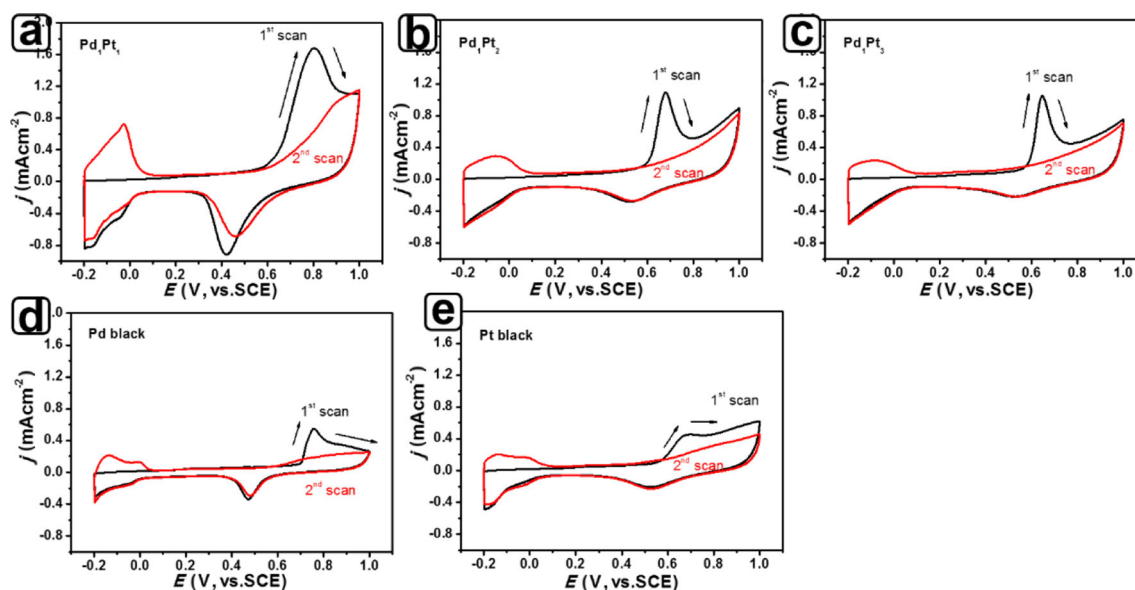 a
Pd₁Pt₁
1ˢᵗ scan
2ⁿᵈ scan
1.6
1.2
0.8
0.4
0.0
-0.4
-0.8
j (mAcm⁻²)
-0.2 0.0 0.2 0.4 0.6 0.8 1.0
E (V, vs.SCE)
b
Pd₁Pt₂
1ˢᵗ scan
2ⁿᵈ scan
1.6
1.2
0.8
0.4
0.0
-0.4
-0.8
j (mAcm⁻²)
-0.2 0.0 0.2 0.4 0.6 0.8 1.0
E (V, vs.SCE)
c
Pd₁Pt₃
1ˢᵗ scan
2ⁿᵈ scan
1.6
1.2
0.8
0.4
0.0
-0.4
-0.8
j (mAcm⁻²)
-0.2 0.0 0.2 0.4 0.6 0.8 1.0
E (V, vs.SCE)
d
Pd black
1ˢᵗ scan
2ⁿᵈ scan
1.6
1.2
0.8
0.4
0.0
-0.4
-0.8
j (mAcm⁻²)
-0.2 0.0 0.2 0.4 0.6 0.8 1.0
E (V, vs.SCE)
e
Pt black
1ˢᵗ scan
2ⁿᵈ scan
1.6
1.2
0.8
0.4
0.0
-0.4
-0.8
j (mAcm⁻²)
-0.2 0.0 0.2 0.4 0.6 0.8 1.0
E (V, vs.SCE)